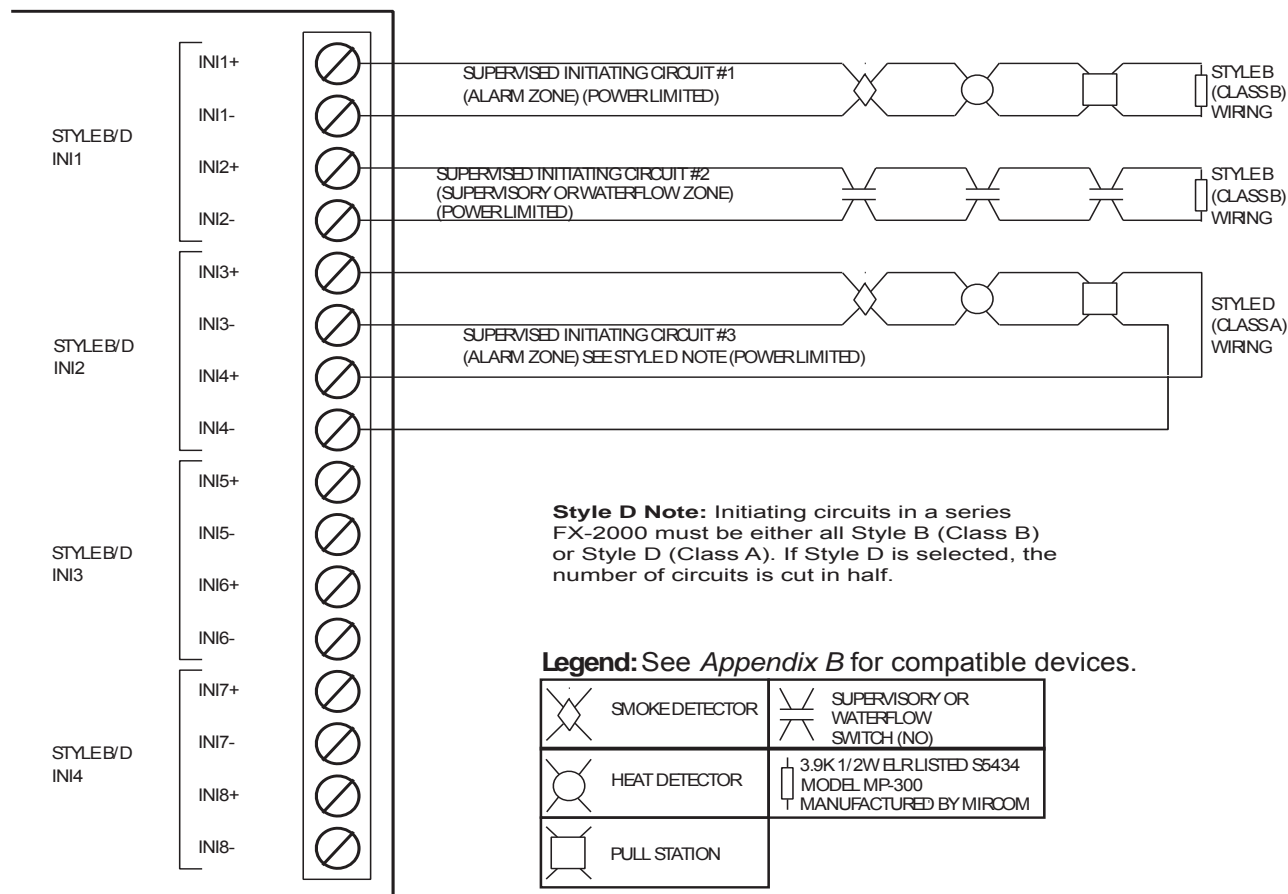 INI1+
INI1-
STYLE B/D
INI1
INI2+
INI2-
INI3+
INI3-
STYLE B/D
INI2
INI4+
INI4-
INI5+
INI5-
STYLE B/D
INI3
INI6+
INI6-
INI7+
INI7-
STYLE B/D
INI4
INI8+
INI8-
SUPERVISED INITIATING CIRCUIT #1
(ALARM ZONE) (POWER LIMITED)
STYLE B
(CLASS B)
WIRING
SUPERVISED INITIATING CIRCUIT #2
(SUPERVISORY OR WATERFLOW ZONE)
(POWER LIMITED)
STYLE B
(CLASS B)
WIRING
SUPERVISED INITIATING CIRCUIT #3
(ALARM ZONE) SEE STYLE D NOTE (POWER LIMITED)
STYLE D
(CLASS A)
WIRING
Style D Note: Initiating circuits in a series
FX-2000 must be either all Style B (Class B)
or Style D (Class A). If Style D is selected, the
number of circuits is cut in half.
Legend: See Appendix B for compatible devices.
SMOKE DETECTOR
SUPERVISORY OR
WATERFLOW
SWITCH (NO)
HEAT DETECTOR
3.9K 1/2W ELR LISTED S5434
MODEL MP-300
MANUFACTURED BY MIRCOM
PULL STATION